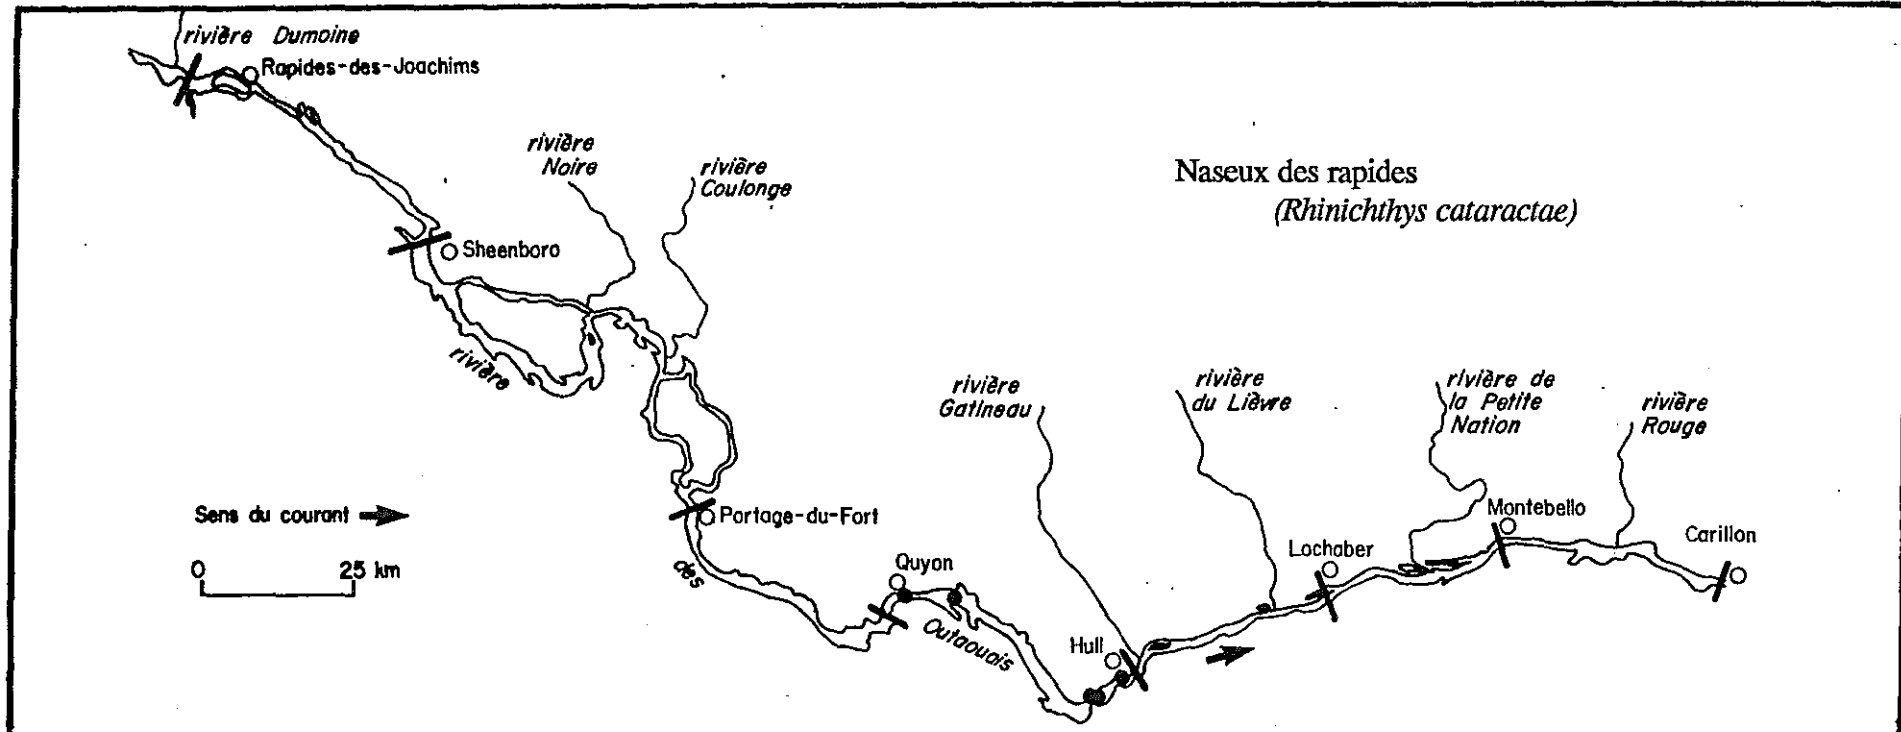 rivière Dumoine
Rapides-des-Joachims
rivière
Noire
rivière
Coulonge
Naseux des rapides
(Rhinichthys cataractae)
Sheenboro
rivière
rivière
Gatineau
rivière
du Lièvre
rivière de
la Petite
Nation
rivière
Rouge
Sens du courant
Portage-du-Fort
Montebello
Carillon
Lochaber
0 25 km
des
Quyon
Outaouais
Hull